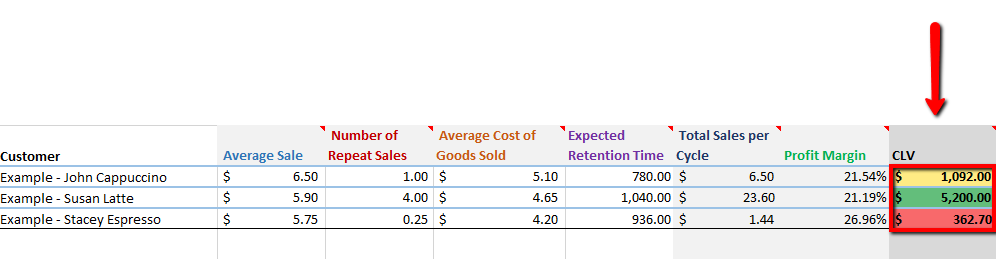 Number of Average Cost of Expected Total Sales per
Customer Average Sale Repeat Sales Goods Sold Retention Time Cycle Profit Margin CLV
Example - John Cappuccino $ 6.50 1.00 $ 5.10 780.00 $ 6.50 21.54% $ 1,092.00
Example - Susan Latte $ 5.90 4.00 $ 4.65 1,040.00 $ 23.60 21.19% $ 5,200.00
Example - Stacey Espresso $ 5.75 0.25 $ 4.20 936.00 $ 1.44 26.96% $ 362.70